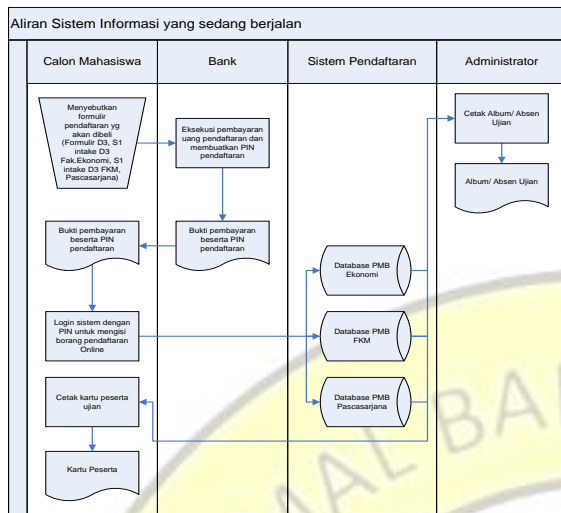 Aliran Sistem Informasi yang sedang berjalan
Calon Mahasiswa
Bank
Sistem Pendaftaran
Administrator
Menyebutkan
formulir
pendaftaran yg
akan dibeli
(Formulir D3, S1
intake D3
Fak.Ekonomi, S1
intake D3 FKM,
Pascasarjana)
Eksekusi pembayaran
uang pendaftaran dan
membuatkan PIN
pendaftaran
Cetak Album/ Absen
Ujian
Album/ Absen Ujian
Bukti pembayaran
beserta PIN
pendaftaran
Bukti pembayaran
beserta PIN
pendaftaran
Database PMB
Ekonomi
Login sistem dengan
PIN untuk mengisi
borang pendaftaran
Online
Database PMB
FKM
Cetak kartu peserta
ujian
Database PMB
Pascasarjana
Kartu Peserta
AAL BAA